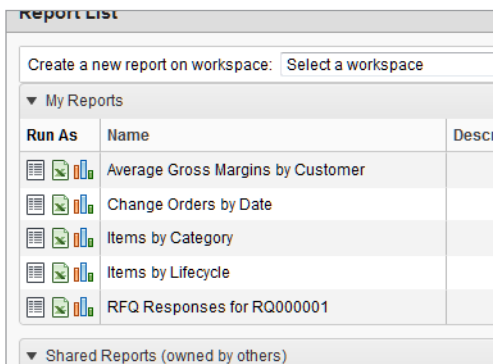 Report List
Create a new report on workspace: Select a workspace
▼ My Reports
Run As Name Descr
Average Gross Margins by Customer
Change Orders by Date
Items by Category
Items by Lifecycle
RFQ Responses for RQ000001
▼ Shared Reports (owned by others)